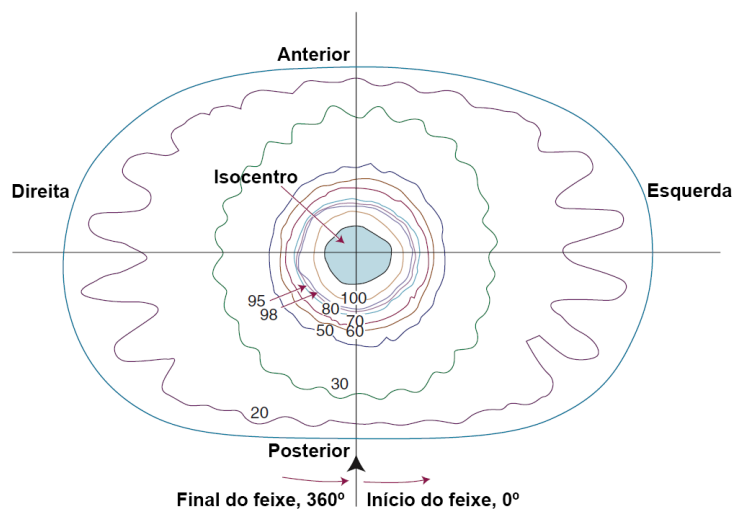 Anterior
Isocentro
Direita
Esquerda
95
98
100
80
70
50
60
30
20
Posterior
Final do feixe, 360º
Início do feixe, 0º